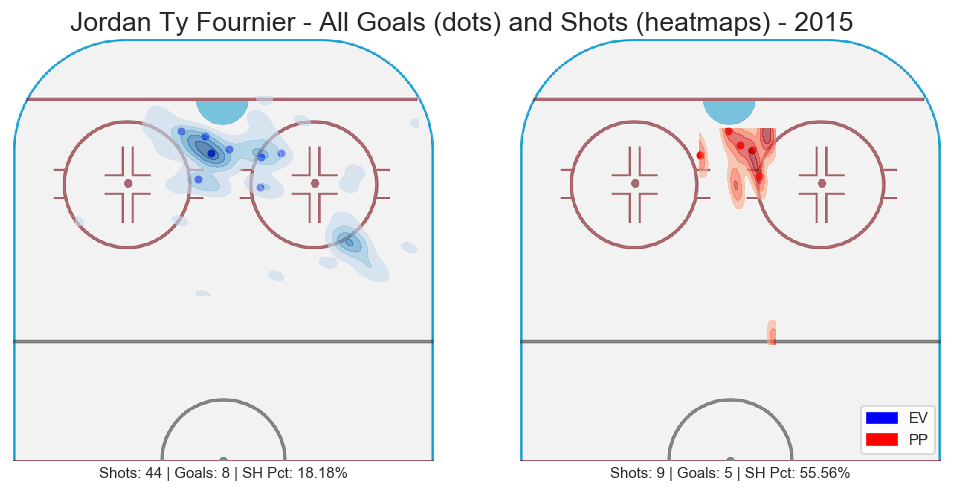 Jordan Ty Fournier - All Goals (dots) and Shots (heatmaps) - 2015
EV
PP
Shots: 44 | Goals: 8 | SH Pct: 18.18%
Shots: 9 | Goals: 5 | SH Pct: 55.56%